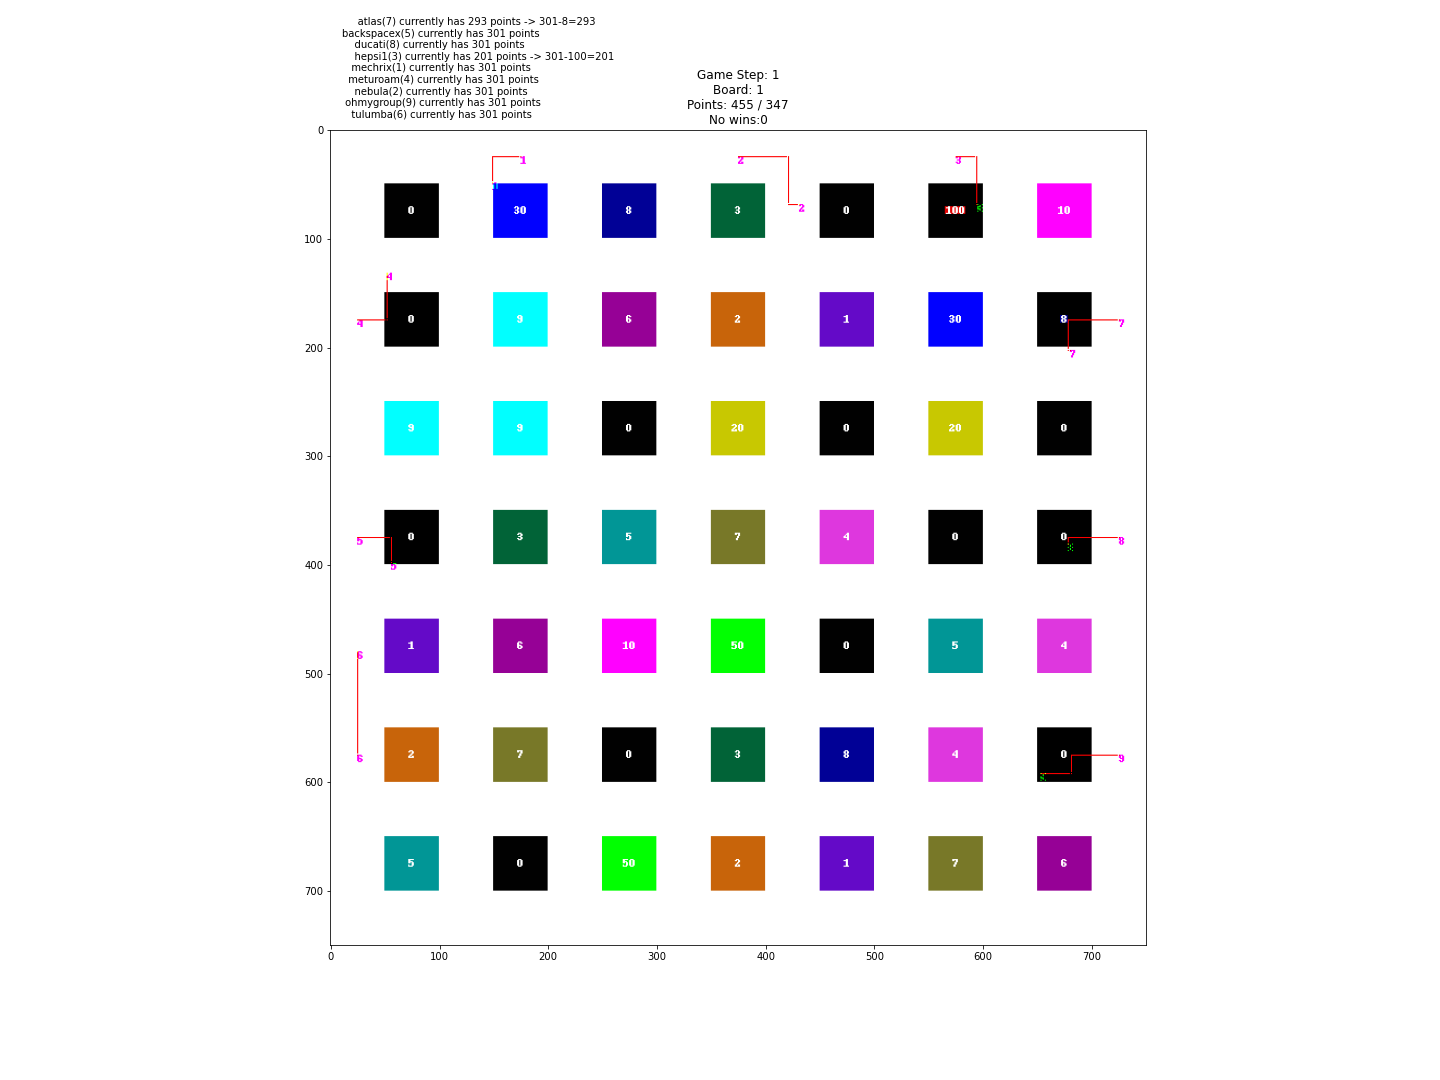 atlas(7) currently has 293 points -> 301-8=293
backspacex(5) currently has 301 points
ducati(8) currently has 301 points
hepsi1(3) currently has 201 points -> 301-100=201
mechrix(1) currently has 301 points
meturoam(4) currently has 301 points
nebula(2) currently has 301 points
ohmygroup(9) currently has 301 points
tulumba(6) currently has 301 points
Game Step: 1
Board: 1
Points: 455 / 347
No wins:0
0
1 2 3
2
0 30 8 3 0 100 10
100
4
4 0 9 6 2 1 30 8 7
7
200
9 9 0 20 0 20 0
300
5 0 3 5 7 4 0 0 8
5
400
6 1 6 10 50 0 5 4
500
6 2 7 0 3 8 4 0 9
600
5 0 50 2 1 7 6
700
0 100 200 300 400 500 600 700